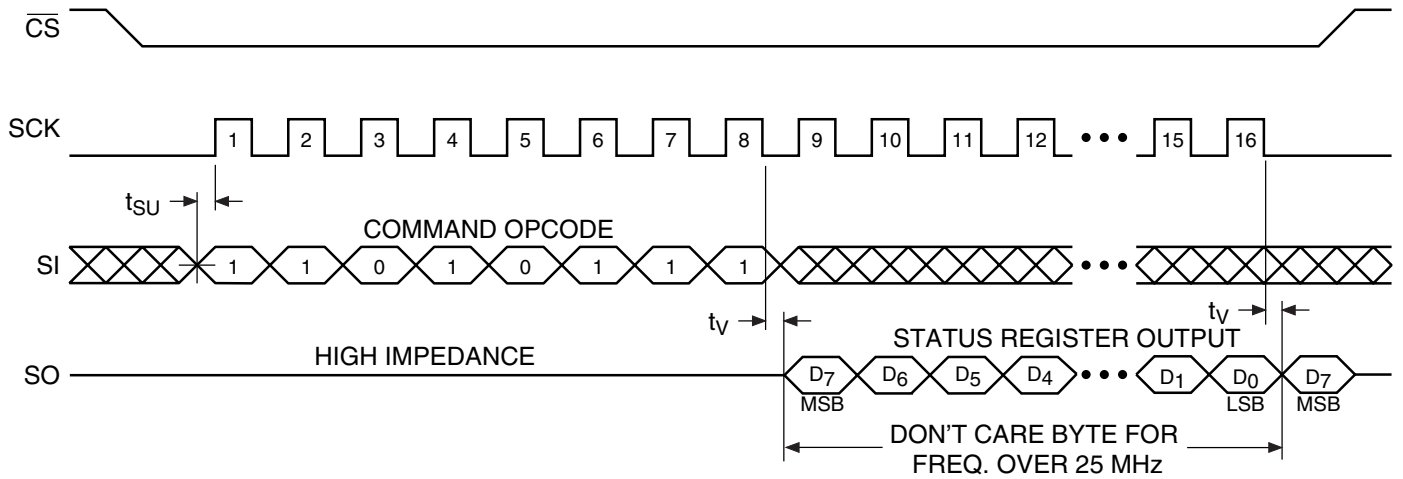 CS
SCK 1 2 3 4 5 6 7 8 9 10 11 12 ••• 15 16
tSU
COMMAND OPCODE
SI 1 1 0 1 0 1 1 1 •••
tV tV
STATUS REGISTER OUTPUT
HIGH IMPEDANCE
SO D7 D6 D5 D4 ••• D1 D0 D7
MSB LSB MSB
DON'T CARE BYTE FOR
FREQ. OVER 25 MHz